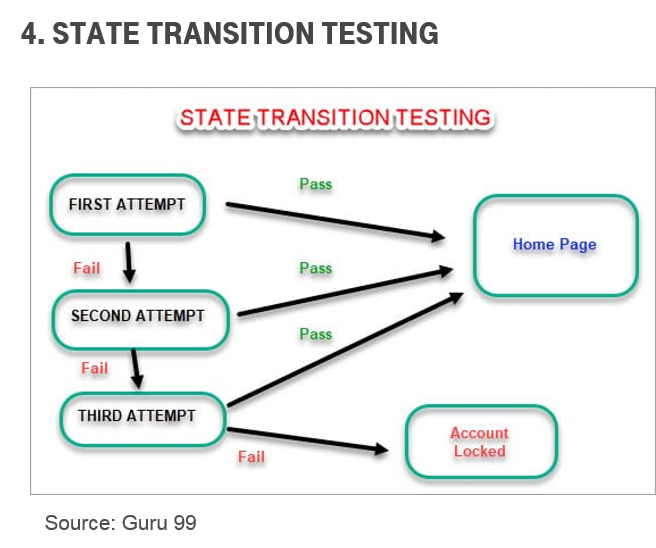 4. STATE TRANSITION TESTING
STATE TRANSITION TESTING
Pass
FIRST ATTEMPT
Home Page
Fail
Pass
SECOND ATTEMPT
Pass
Fail
THIRD ATTEMPT
Account
Locked
Fail
Source: Guru 99